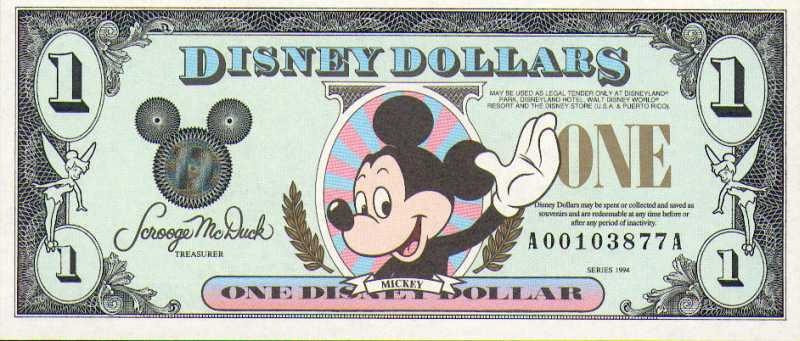 1
DISNEY DOLLARS
1
MAY BE USED AS LEGAL TENDER ONLY AT DISNEYLAND®
PARK, DISNEYLAND HOTEL, WALT DISNEY WORLD®
RESORT AND THE DISNEY STORE (U.S.A. & PUERTO RICO).
ONE
Disney Dollars may be spent or collected and saved as
souvenirs and are redeemable at any time before or
after any period of inactivity.
Scrooge McDuck
TREASURER
A00103877A
SERIES 1994
1
MICKEY
1
ONE DISNEY DOLLAR